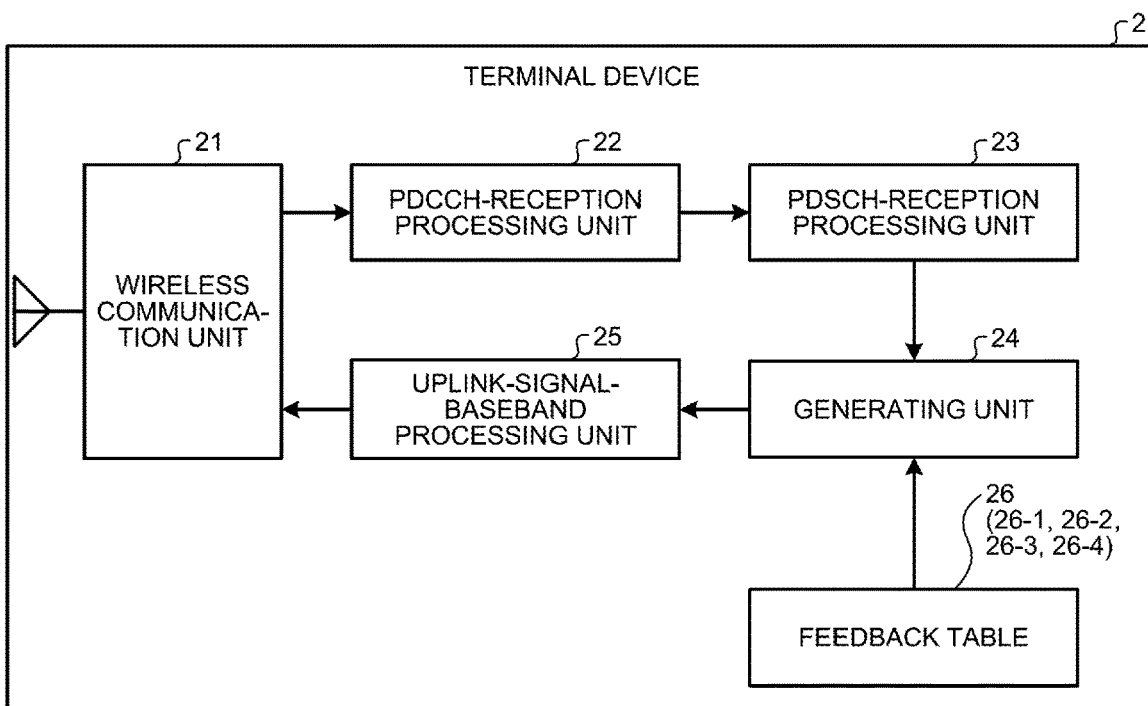 2
TERMINAL DEVICE
21
22
23
WIRELESS
COMMUNICA-
TION UNIT
PDCCH-RECEPTION
PROCESSING UNIT
PDSCH-RECEPTION
PROCESSING UNIT
25
24
UPLINK-SIGNAL-
BASEBAND
PROCESSING UNIT
GENERATING UNIT
26
(26-1, 26-2,
26-3, 26-4)
FEEDBACK TABLE